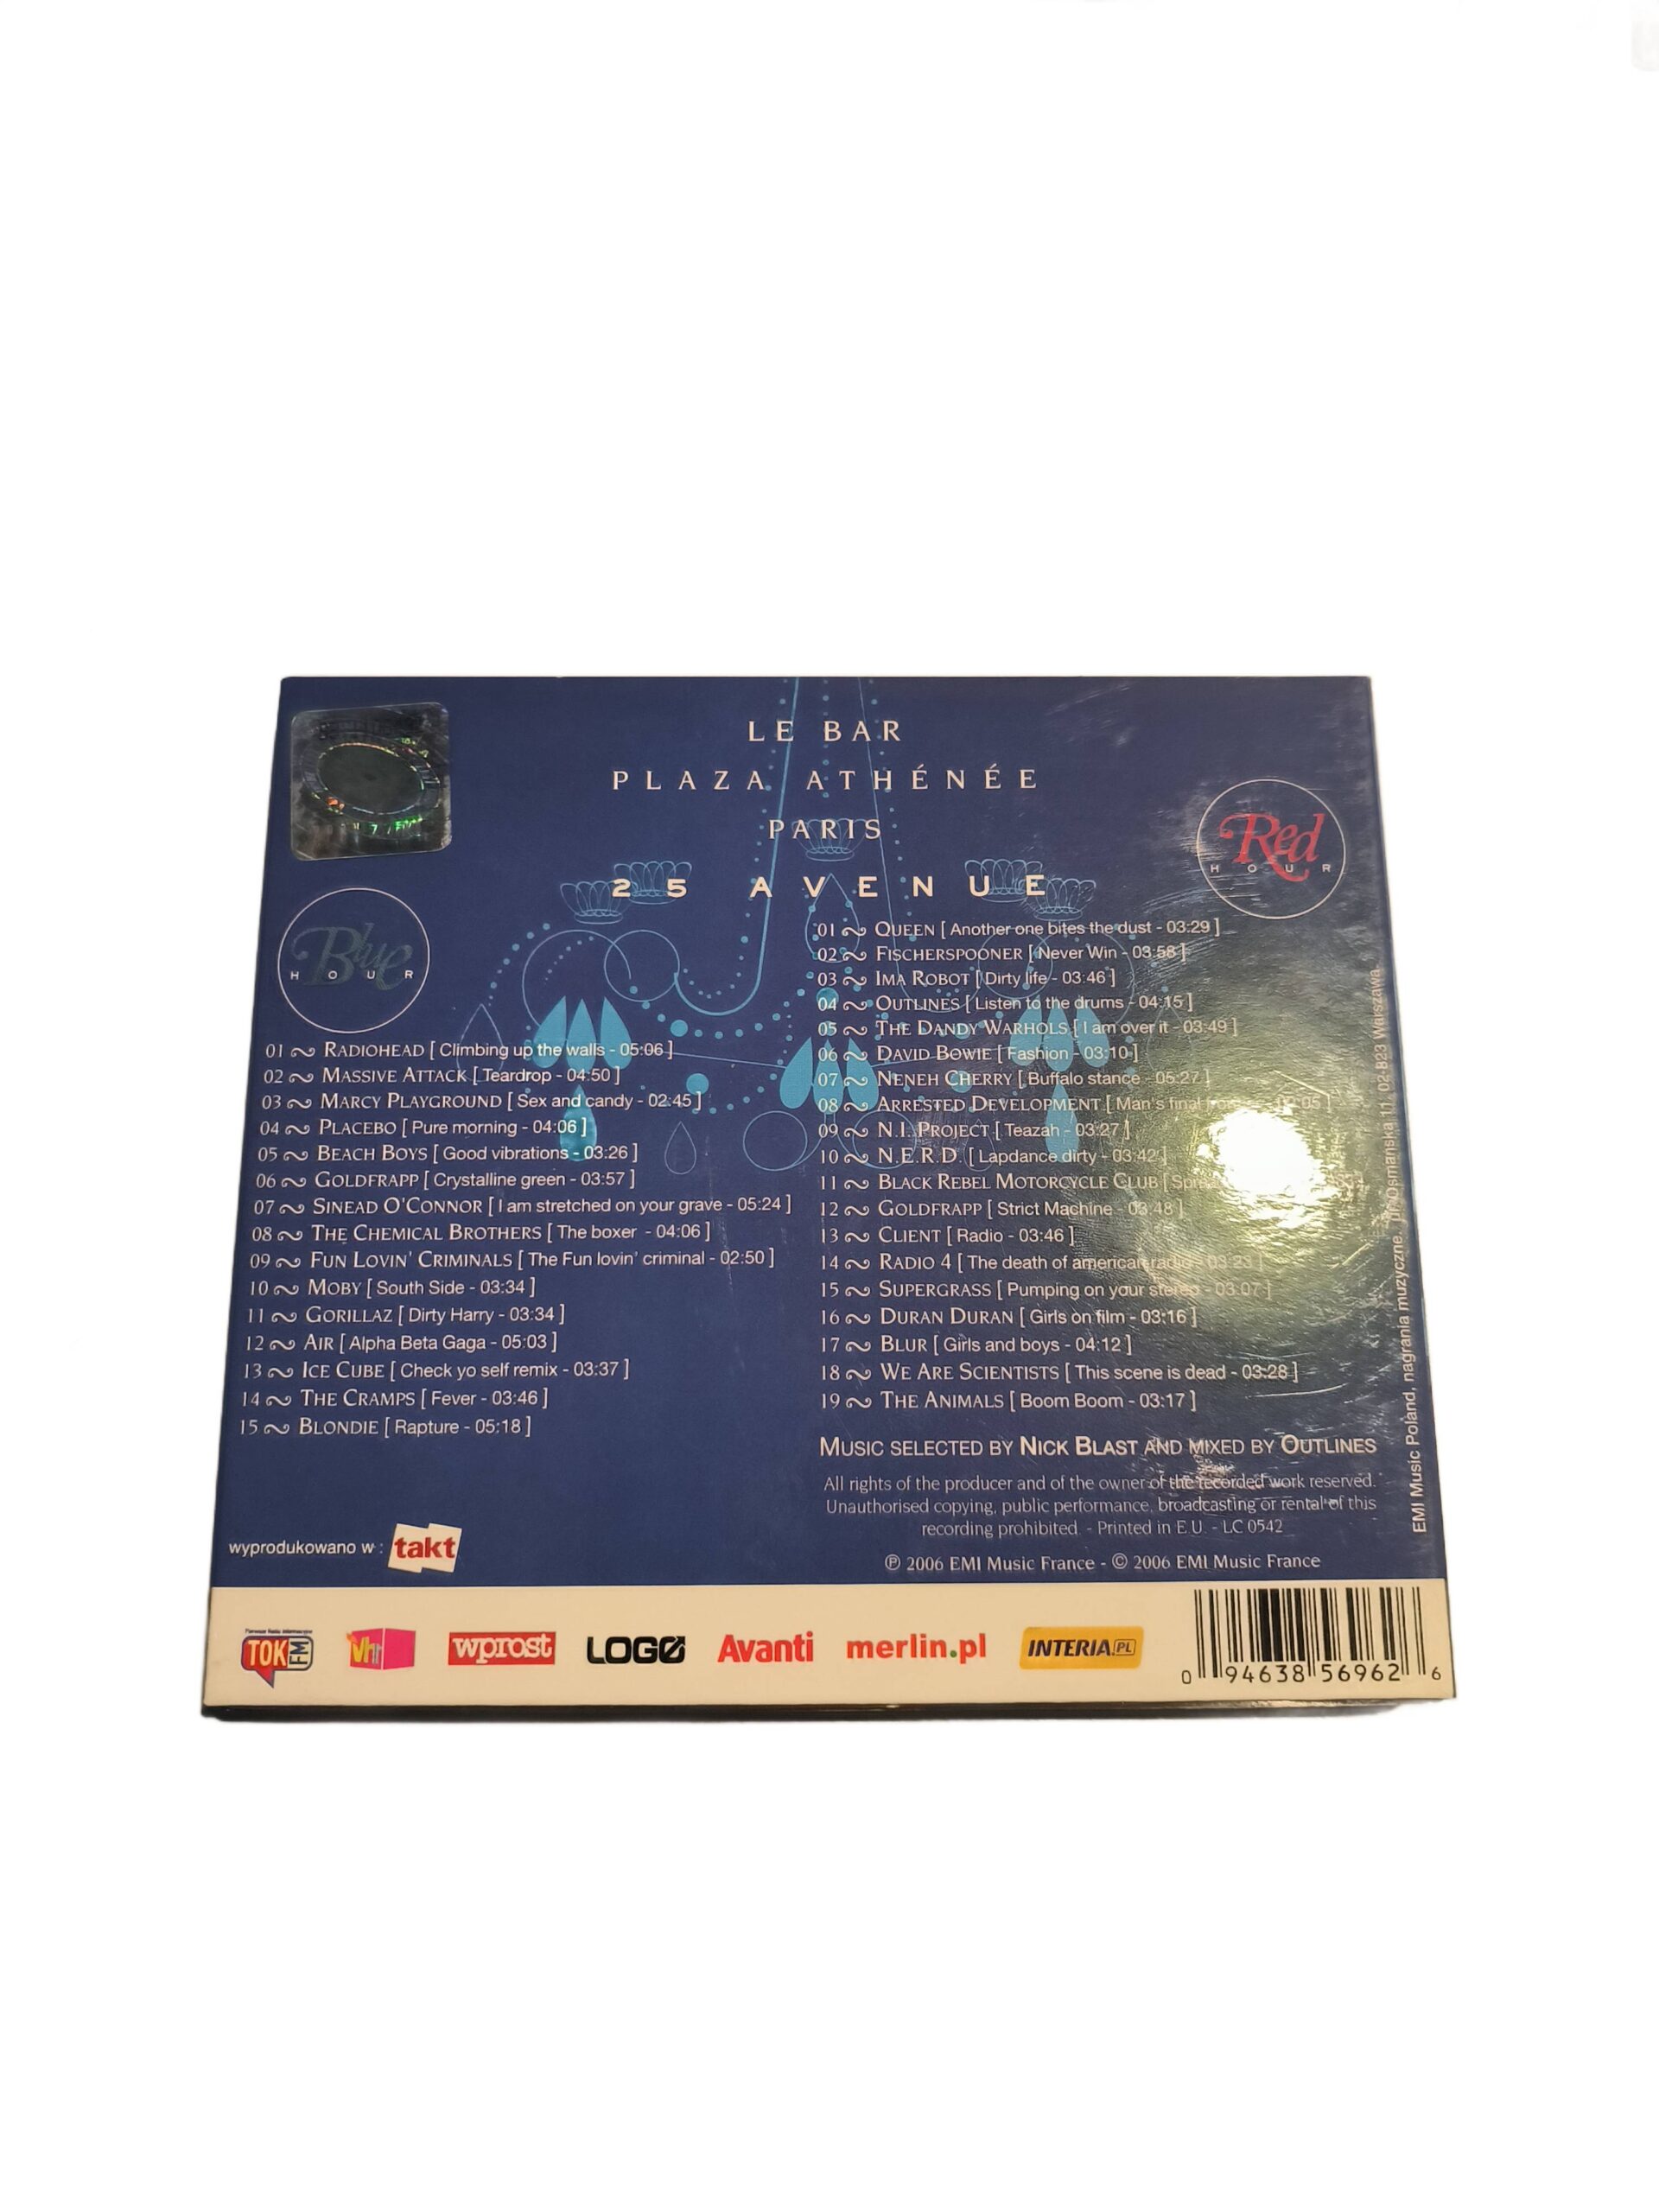 LE BAR
PLAZA ATHÉNÉE
PARIS
25 AVENUE
Blue
HOUR
01 ~ RADIOHEAD [ Climbing up the walls - 05:06 ]
02 ~ MASSIVE ATTACK [ Teardrop - 04:50 ]
03 ~ MARCY PLAYGROUND [ Sex and candy - 02:45 ]
04 ~ PLACEBO [ Pure morning - 04:06 ]
05 ~ BEACH BOYS [ Good vibrations - 03:26 ]
06 ~ GOLDFRAPP [ Crystalline green - 03:57 ]
07 ~ SINEAD O'CONNOR [ I am stretched on your grave - 05:24 ]
08 ~ THE CHEMICAL BROTHERS [ The boxer - 04:06 ]
09 ~ FUN LOVIN' CRIMINALS [ The Fun lovin' criminal - 02:50 ]
10 ~ MOBY [ South Side - 03:34 ]
11 ~ GORILLAZ [ Dirty Harry - 03:34 ]
12 ~ AIR [ Alpha Beta Gaga - 05:03 ]
13 ~ ICE CUBE [ Check yo self remix - 03:37 ]
14 ~ THE CRAMPS [ Fever - 03:46 ]
15 ~ BLONDIE [ Rapture - 05:18 ]
Red
HOUR
01 ~ QUEEN [ Another one bites the dust - 03:29 ]
02 ~ FISCHERSPOONER [ Never Win - 03:58 ]
03 ~ IMA ROBOT [ Dirty life - 03:46 ]
04 ~ OUTLINES [ Listen to the drums - 04:15 ]
05 ~ THE DANDY WARHOLS [ I am over it - 03:49 ]
06 ~ DAVID BOWIE [ Fashion - 03:10 ]
07 ~ NENEH CHERRY [ Buffalo stance - 05:27 ]
08 ~ ARRESTED DEVELOPMENT [ Man's final
09 ~ N.I. PROJECT [ Teazah - 03:27 ]
10 ~ N.E.R.D. [ Lapdance dirty - 03:42 ]
11 ~ BLACK REBEL MOTORCYCLE CLUB [
12 ~ GOLDFRAPP [ Strict Machine - 03:48 ]
13 ~ CLIENT [ Radio - 03:46 ]
14 ~ RADIO 4 [ The death of american radio - 03:23 ]
15 ~ SUPERGRASS [ Pumping on your stereo - 03:07 ]
16 ~ DURAN DURAN [ Girls on film - 03:16 ]
17 ~ BLUR [ Girls and boys - 04:12 ]
18 ~ WE ARE SCIENTISTS [ This scene is dead - 03:28 ]
19 ~ THE ANIMALS [ Boom Boom - 03:17 ]
MUSIC SELECTED BY NICK BLAST AND MIXED BY OUTLINES
All rights of the producer and of the owner of the recorded work reserved.
Unauthorised copying, public performance, broadcasting or rental of this
recording prohibited. - Printed in E.U. - LC 0542
℗ 2006 EMI Music France - © 2006 EMI Music France
EMI Music Poland, nagrania muzyczne, ul. Osmańska 11 02-823 Warszawa
wyprodukowano w : takt
TOK FM
Vh1
wprost
LOGO
Avanti
merlin.pl
INTERIA.PL
0 94638 56962 6